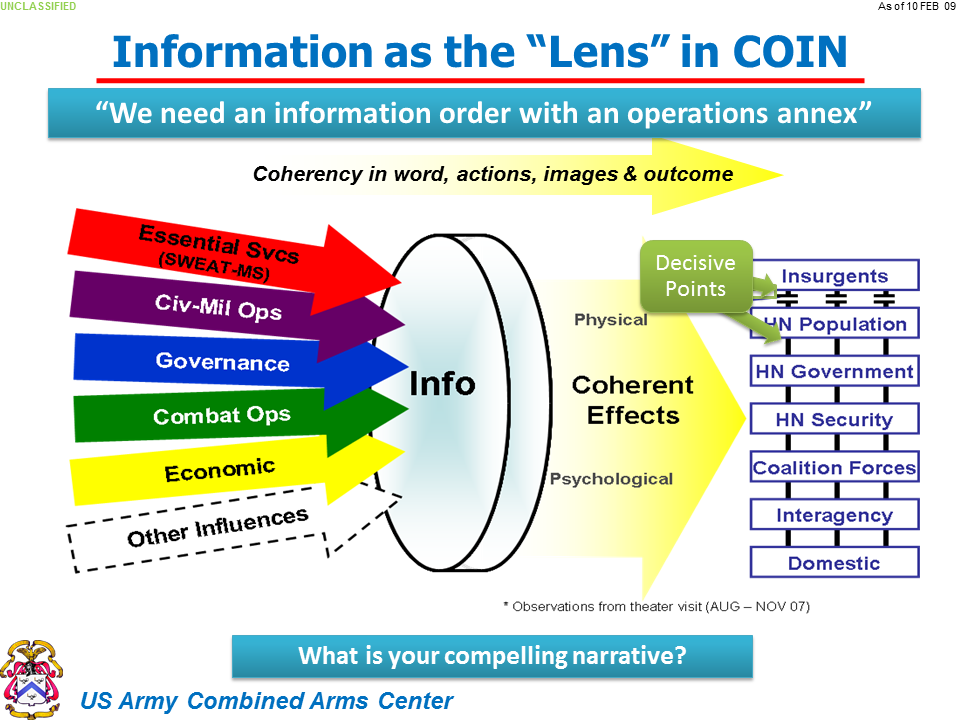 UNCLASSIFIED
As of 10 FEB 09
Information as the “Lens” in COIN
“We need an information order with an operations annex”
Coherency in word, actions, images & outcome
Essential Svcs
(SWEAT-MS)
Civ-Mil Ops
Governance
Combat Ops
Economic
Other Influences
Info
Physical
Coherent
Effects
Psychological
Decisive
Points
Insurgents
HN Population
HN Government
HN Security
Coalition Forces
Interagency
Domestic
* Observations from theater visit (AUG – NOV 07)
What is your compelling narrative?
US Army Combined Arms Center